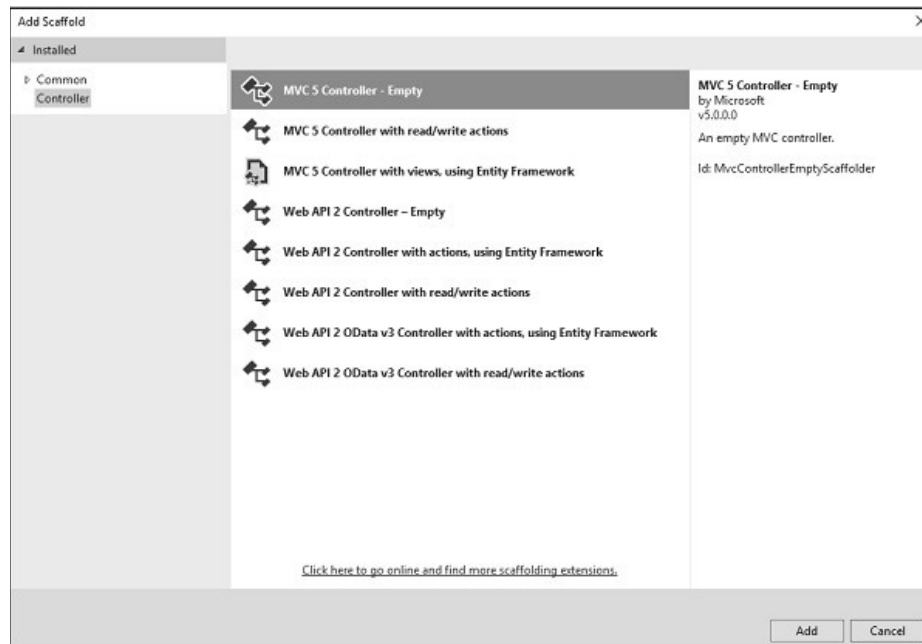 Add Scaffold
Installed
Common
Controller
MVC 5 Controller - Empty
MVC 5 Controller with read/write actions
MVC 5 Controller with views, using Entity Framework
Web API 2 Controller – Empty
Web API 2 Controller with actions, using Entity Framework
Web API 2 Controller with read/write actions
Web API 2 OData v3 Controller with actions, using Entity Framework
Web API 2 OData v3 Controller with read/write actions
Click here to go online and find more scaffolding extensions.
MVC 5 Controller - Empty
by Microsoft
v5.0.0.0
An empty MVC controller.
Id: MvcControllerEmptyScaffolder
Add
Cancel